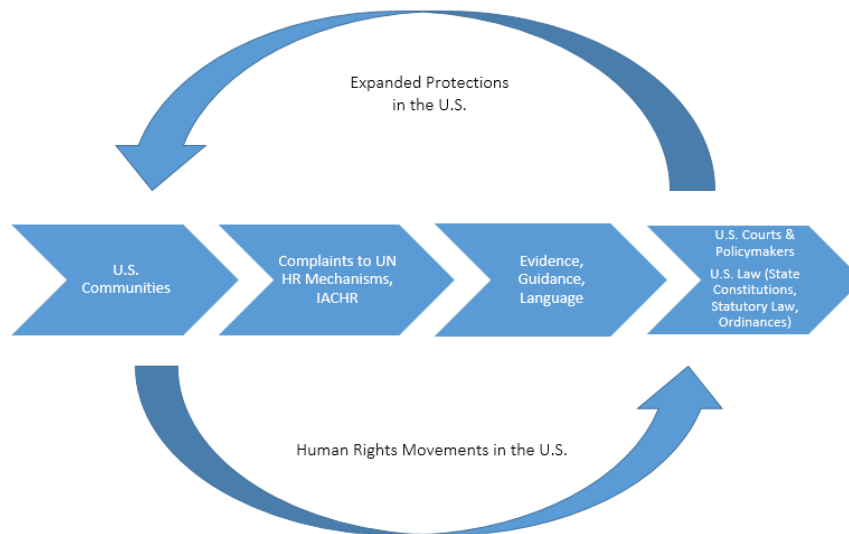 Expanded Protections
in the U.S.
U.S.
Communities
Complaints to UN
HR Mechanisms,
IACHR
Evidence,
Guidance,
Language
U.S. Courts &
Policymakers
U.S. Law (State
Constitutions,
Statutory Law,
Ordinances)
Human Rights Movements in the U.S.